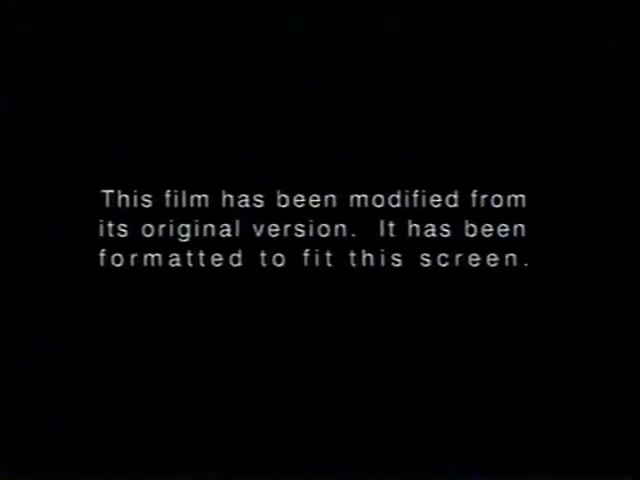 This film has been modified from
its original version. It has been
formatted to fit this screen.